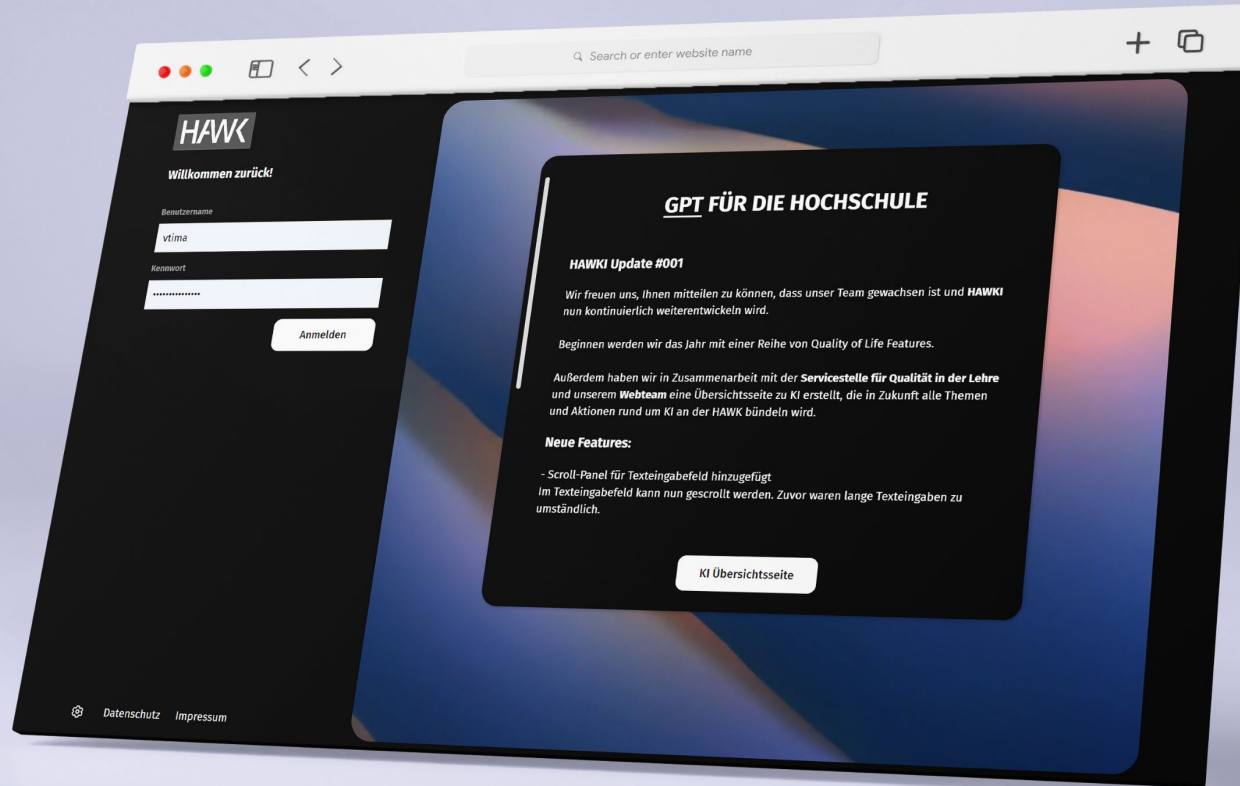 Search or enter website name
HAWK
Willkommen zurück!
Benutzername
vtima
Kennwort
Anmelden
Datenschutz Impressum
GPT FÜR DIE HOCHSCHULE
HAWKI Update #001
Wir freuen uns, Ihnen mitteilen zu können, dass unser Team gewachsen ist und HAWKI
nun kontinuierlich weiterentwickeln wird.
Beginnen werden wir das Jahr mit einer Reihe von Quality of Life Features.
Außerdem haben wir in Zusammenarbeit mit der Servicestelle für Qualität in der Lehre
und unserem Webteam eine Übersichtsseite zu KI erstellt, die in Zukunft alle Themen
und Aktionen rund um KI an der HAWK bündeln wird.
Neue Features:
- Scroll-Panel für Texteingabefeld hinzugefügt
Im Texteingabefeld kann nun gescrollt werden. Zuvor waren lange Texteingaben zu
umständlich.
KI Übersichtsseite